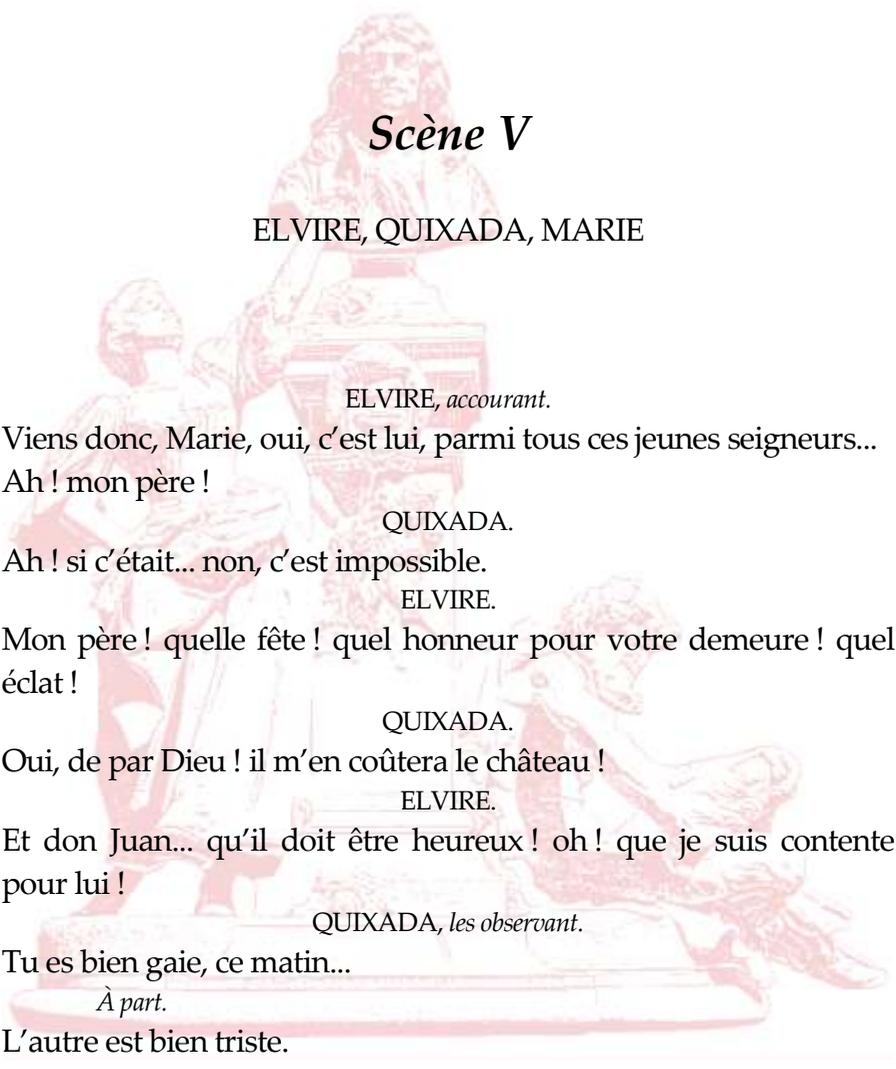 Scène V
ELVIRE, QUIXADA, MARIE
ELVIRE, accourant.
Viens donc, Marie, oui, c’est lui, parmi tous ces jeunes seigneurs...
Ah ! mon père !
QUIXADA.
Ah ! si c’était... non, c’est impossible.
ELVIRE.
Mon père ! quelle fête ! quel honneur pour votre demeure ! quel
éclat !
QUIXADA.
Oui, de par Dieu ! il m’en coûtera le château !
ELVIRE.
Et don Juan... qu’il doit être heureux ! oh ! que je suis contente
pour lui !
QUIXADA, les observant.
Tu es bien gaie, ce matin...
À part.
L’autre est bien triste.